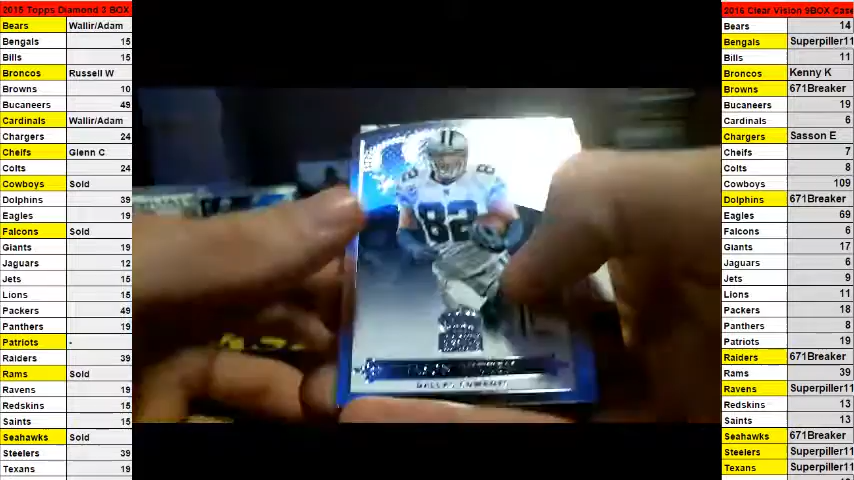 2015 Topps Diamond 3 BOX
Bears Wallir/Adam
Bengals 15
Bills 15
Broncos Russell W
Browns 10
Bucaneers 49
Cardinals Wallir/Adam
Chargers 24
Cheifs Glenn C
Colts 24
Cowboys Sold
Dolphins 39
Eagles 19
Falcons Sold
Giants 19
Jaguars 12
Jets 15
Lions 15
Packers 49
Panthers 19
Patriots -
Raiders 39
Rams Sold
Ravens 19
Redskins 15
Saints 15
Seahawks Sold
Steelers 39
Texans 19
82
82
DALLAS COWBOYS
2016 Clear Vision 9BOX Case
Bears 14
Bengals Superpiller11
Bills 11
Broncos Kenny K
Browns 671Breaker
Bucaneers 19
Cardinals 6
Chargers Sasson E
Cheifs 7
Colts 8
Cowboys 109
Dolphins 671Breaker
Eagles 69
Falcons 6
Giants 17
Jaguars 6
Jets 9
Lions 11
Packers 18
Panthers 8
Patriots 19
Raiders 671Breaker
Rams 39
Ravens Superpiller11
Redskins 13
Saints 13
Seahawks 671Breaker
Steelers Superpiller11
Texans Superpiller11